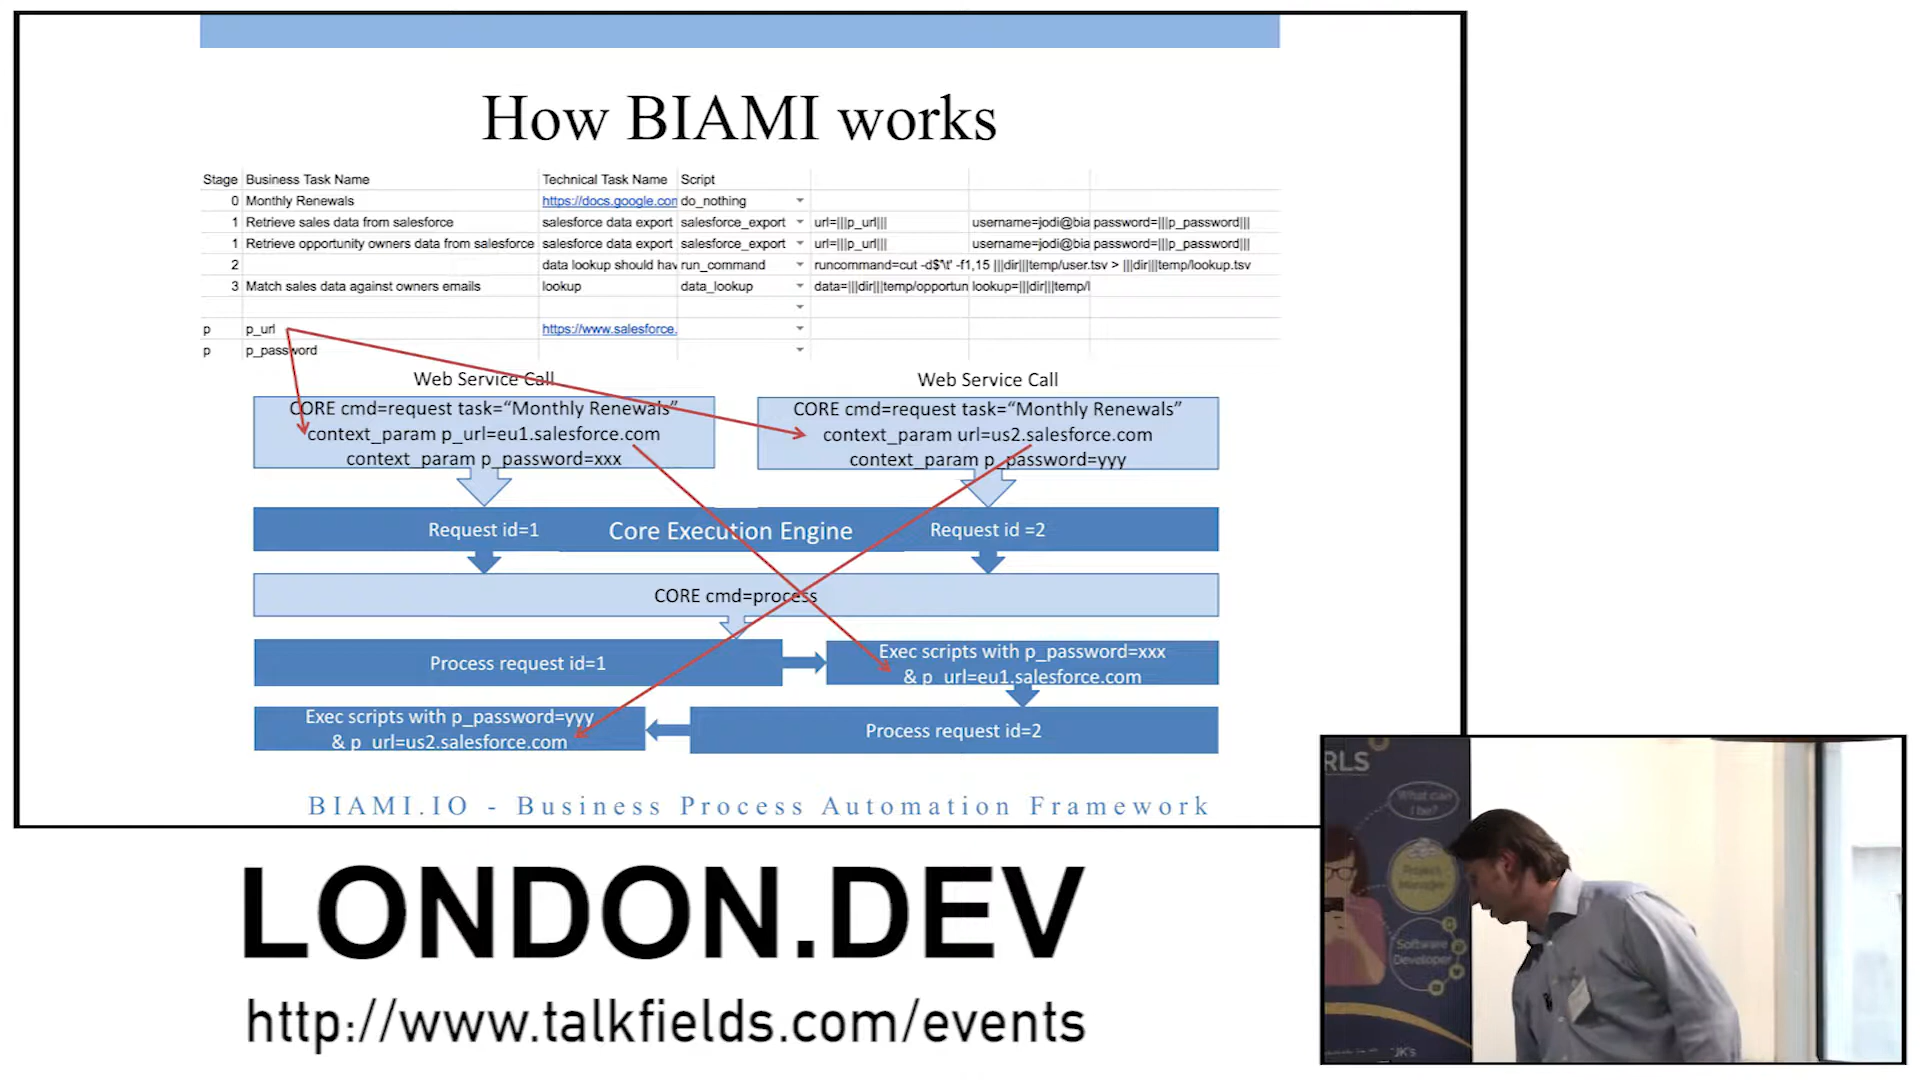 How BIAMI works
Stage Business Task Name Technical Task Name Script
0 Monthly Renewals https://docs.google.con do_nothing
1 Retrieve sales data from salesforce salesforce data export salesforce_export url=|||p_url||| username=jodi@bia password=|||p_password|||
1 Retrieve opportunity owners data from salesforce salesforce data export salesforce_export url=|||p_url||| username=jodi@bia password=|||p_password|||
2 data lookup should hav run_command runcommand=cut -d$'\t' -f1,15 |||dir|||temp/user.tsv > |||dir|||temp/lookup.tsv
3 Match sales data against owners emails lookup data_lookup data=|||dir|||temp/opportun lookup=|||dir|||temp/l
p p_url https://www.salesforce.
p p_password
Web Service Call Web Service Call
CORE cmd=request task=“Monthly Renewals”
context_param p_url=eu1.salesforce.com
context_param p_password=xxx
CORE cmd=request task=“Monthly Renewals”
context_param url=us2.salesforce.com
context_param p_password=yyy
Request id=1 Core Execution Engine Request id =2
CORE cmd=process
Process request id=1
Exec scripts with p_password=xxx
& p_url=eu1.salesforce.com
Exec scripts with p_password=yyy
& p_url=us2.salesforce.com
Process request id=2
BIAMI.IO - Business Process Automation Framework
LONDON.DEV
http://www.talkfields.com/events
RLS
What can
I be?
Project
Manager
Software
Developer
JK's